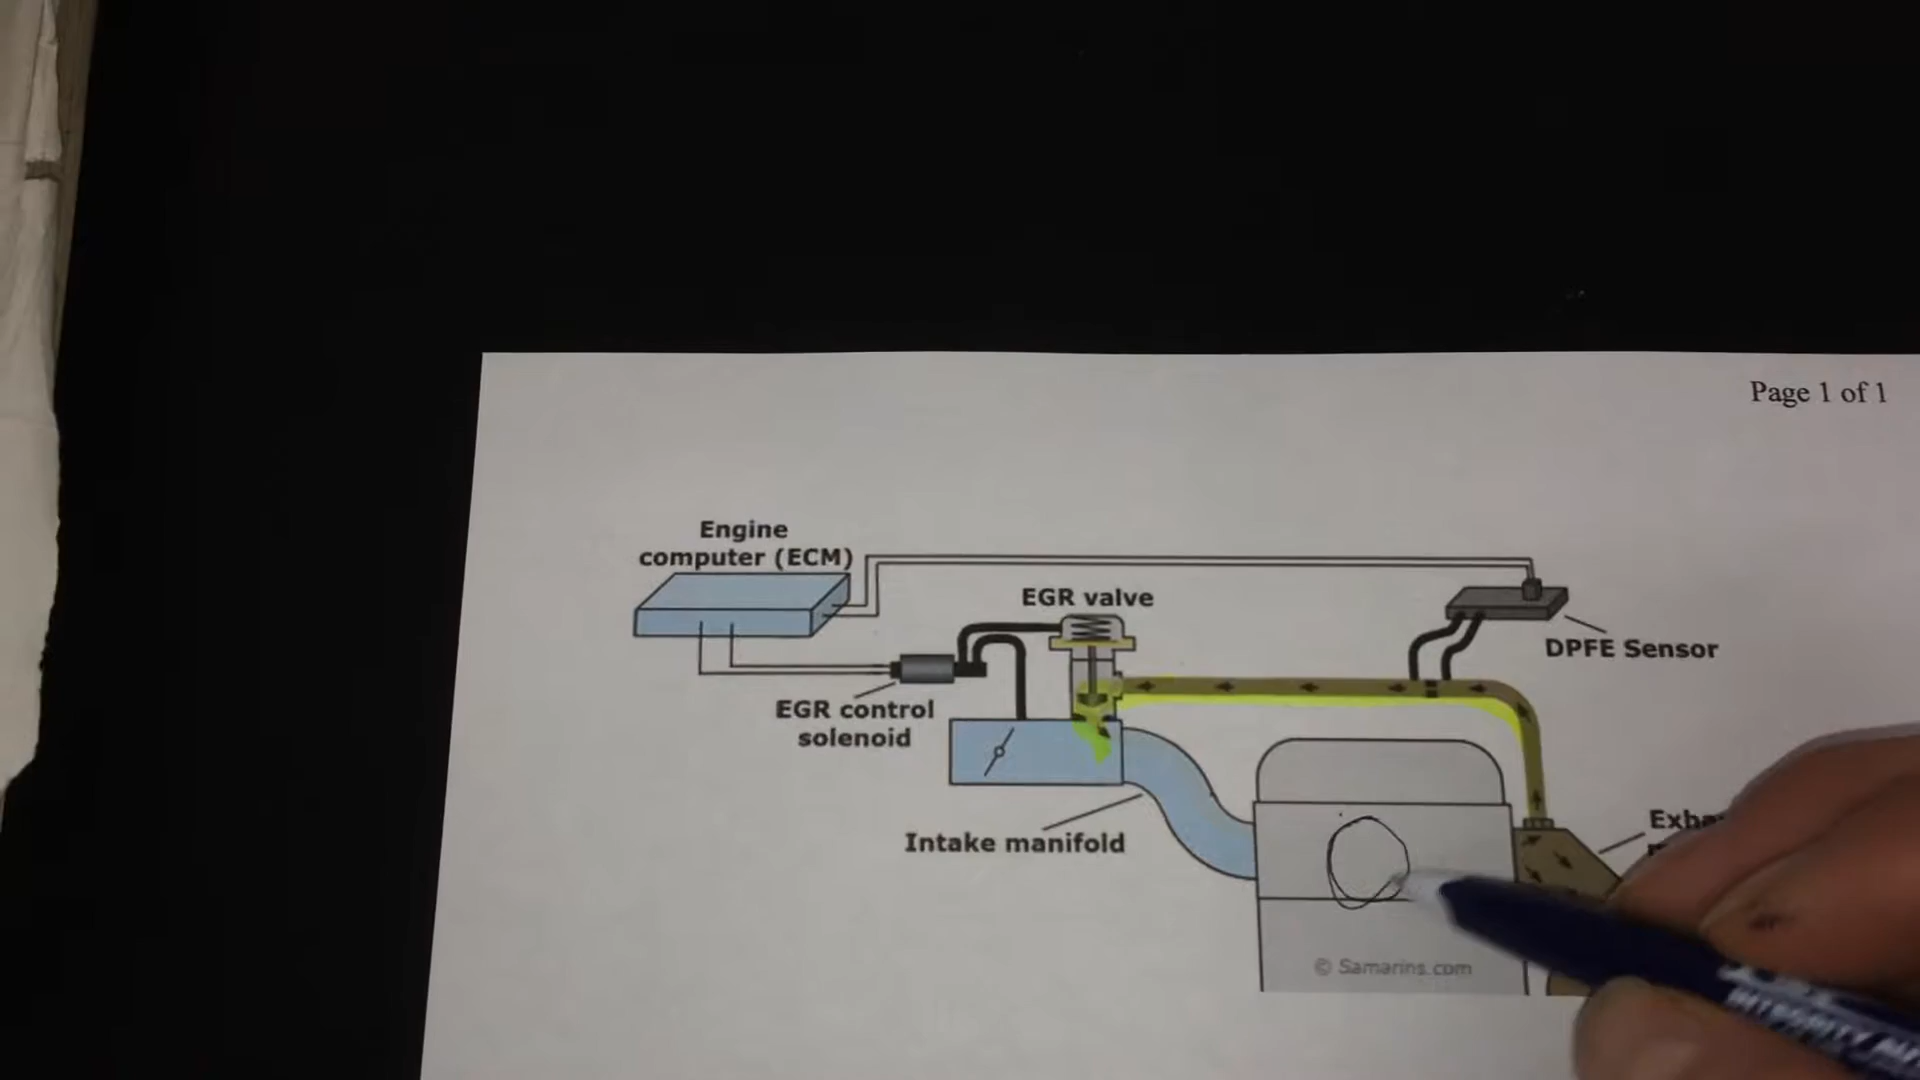 Page 1 of 1
Engine
computer (ECM)
EGR valve
DPFE Sensor
EGR control
solenoid
Intake manifold
© Samarins.com